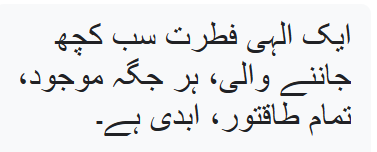 ایک الہی فطرت سب کچھ
جاننے والی، ہر جگہ موجود،
تمام طاقتور، ابدی ہے۔